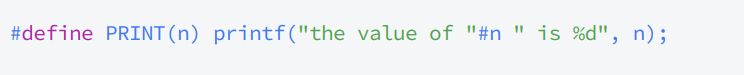 #define PRINT(n) printf("the value of "#n " is %d", n);